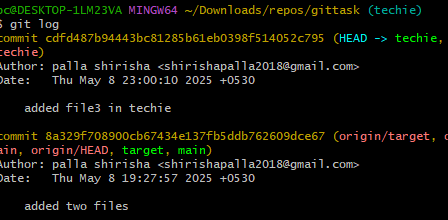 pc@DESKTOP-1LM23VA MINGW64 ~/Downloads/repos/gittask (techie)
$ git log
commit cdfd487b94443bc81285b61eb0398f514052c795 (HEAD -> techie,
techie)
Author: palla shirisha <shirishapalla2018@gmail.com>
Date: Thu May 8 23:00:10 2025 +0530
added file3 in techie
commit 8a329f708900cb67434e137fb5ddb762609dce67 (origin/target, o
ain, origin/HEAD, target, main)
Author: palla shirisha <shirishapalla2018@gmail.com>
Date: Thu May 8 19:27:57 2025 +0530
added two files